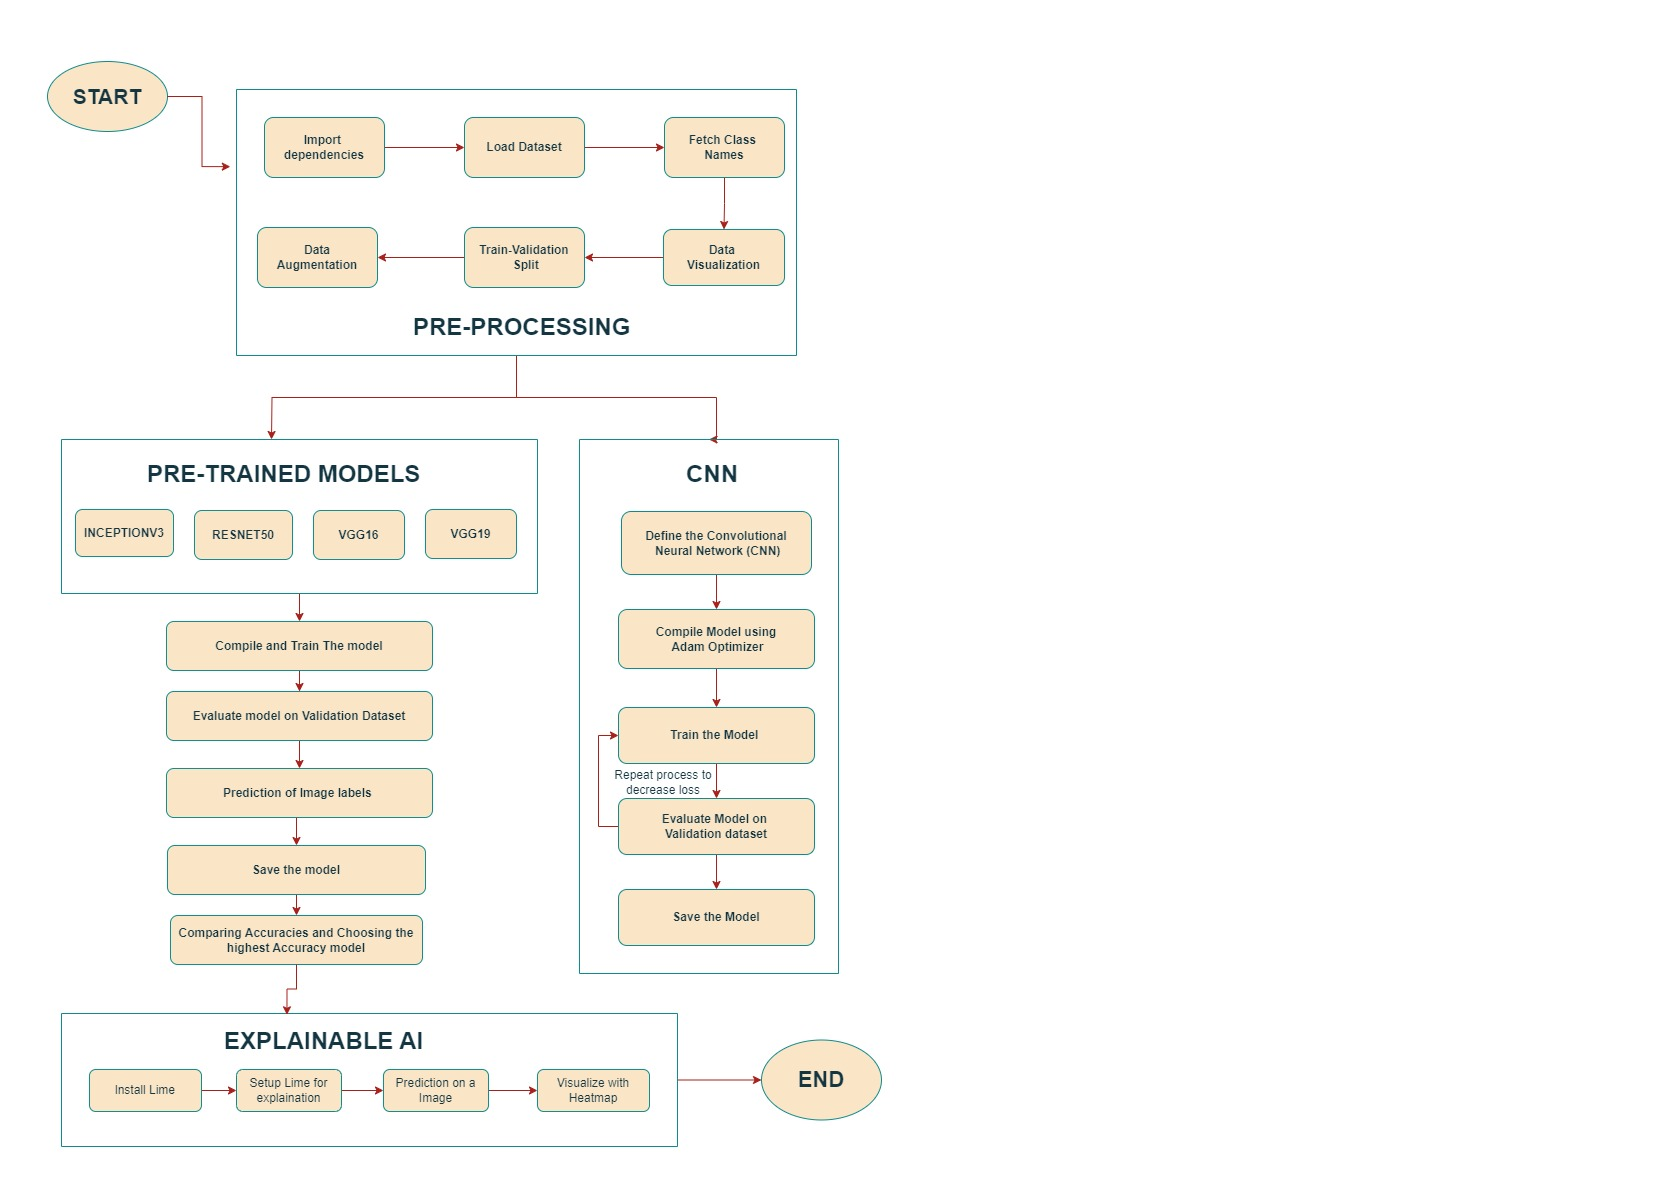 START
Import
dependencies
Load Dataset
Fetch Class
Names
Data
Augmentation
Train-Validation
Split
Data
Visualization
PRE-PROCESSING
PRE-TRAINED MODELS
INCEPTIONV3
RESNET50
VGG16
VGG19
Compile and Train The model
Evaluate model on Validation Dataset
Prediction of Image labels
Save the model
Comparing Accuracies and Choosing the
highest Accuracy model
CNN
Define the Convolutional
Neural Network (CNN)
Compile Model using
Adam Optimizer
Train the Model
Repeat process to
decrease loss
Evaluate Model on
Validation dataset
Save the Model
EXPLAINABLE AI
Install Lime
Setup Lime for
explaination
Prediction on a
Image
Visualize with
Heatmap
END